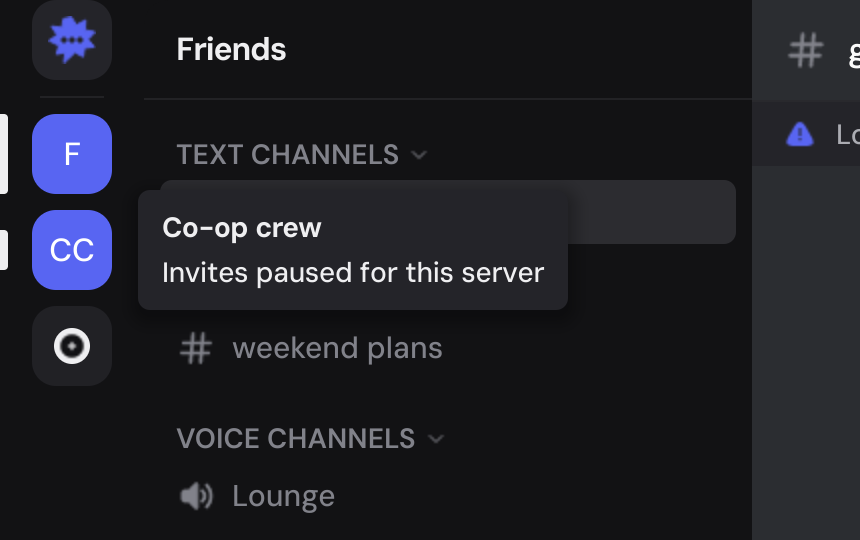 Friends
TEXT CHANNELS
F
Co-op crew
CC
Invites paused for this server
weekend plans
VOICE CHANNELS
Lounge